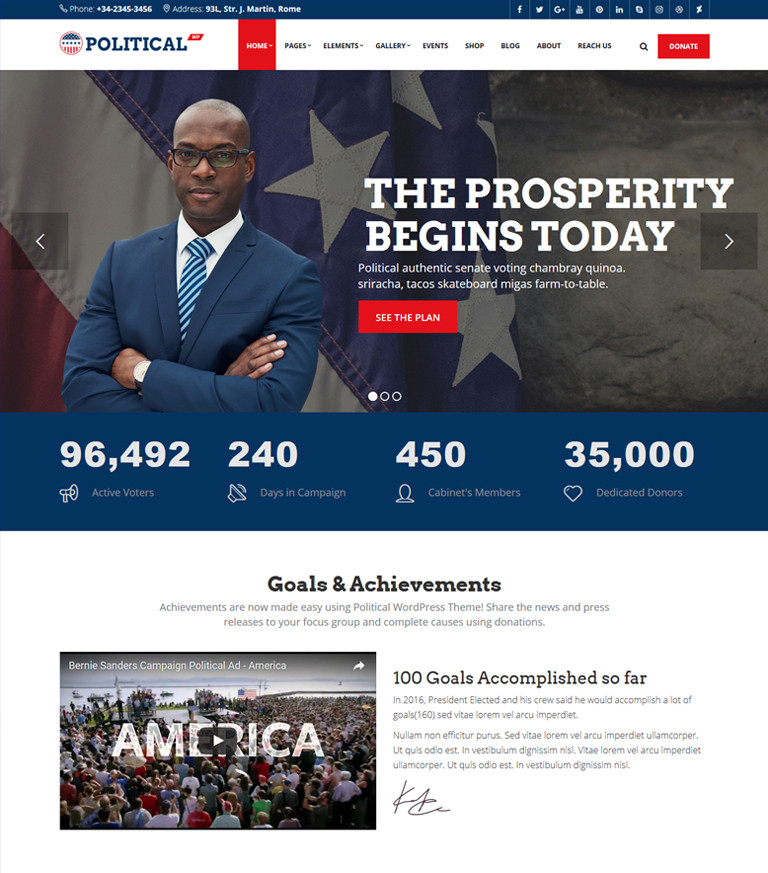 Phone: +34-2345-3456 Address: 93L, Str. J. Martin, Rome
POLITICAL WP
HOME PAGES ELEMENTS GALLERY EVENTS SHOP BLOG ABOUT REACH US DONATE
THE PROSPERITY
BEGINS TODAY
Political authentic senate voting chambray quinoa.
sriracha, tacos skateboard migas farm-to-table.
SEE THE PLAN
96,492 240 450 35,000
Active Voters Days in Campaign Cabinet's Members Dedicated Donors
Goals & Achievements
Achievements are now made easy using Political WordPress Theme! Share the news and press
releases to your focus group and complete causes using donations.
Bernie Sanders Campaign Political Ad - America
AMERICA
100 Goals Accomplished so far
In 2016, President Elected and his crew said he would accomplish a lot of
goals(160) sed vitae lorem vel arcu imperdiet.
Nullam non efficitur purus. Sed vitae lorem vel arcu imperdiet ullamcorper.
Ut quis odio est. In vestibulum dignissim nisl. Vitae lorem vel arcu imperdiet
ullamcorper. Ut quis odio est. In vestibulum dignissim nisl.